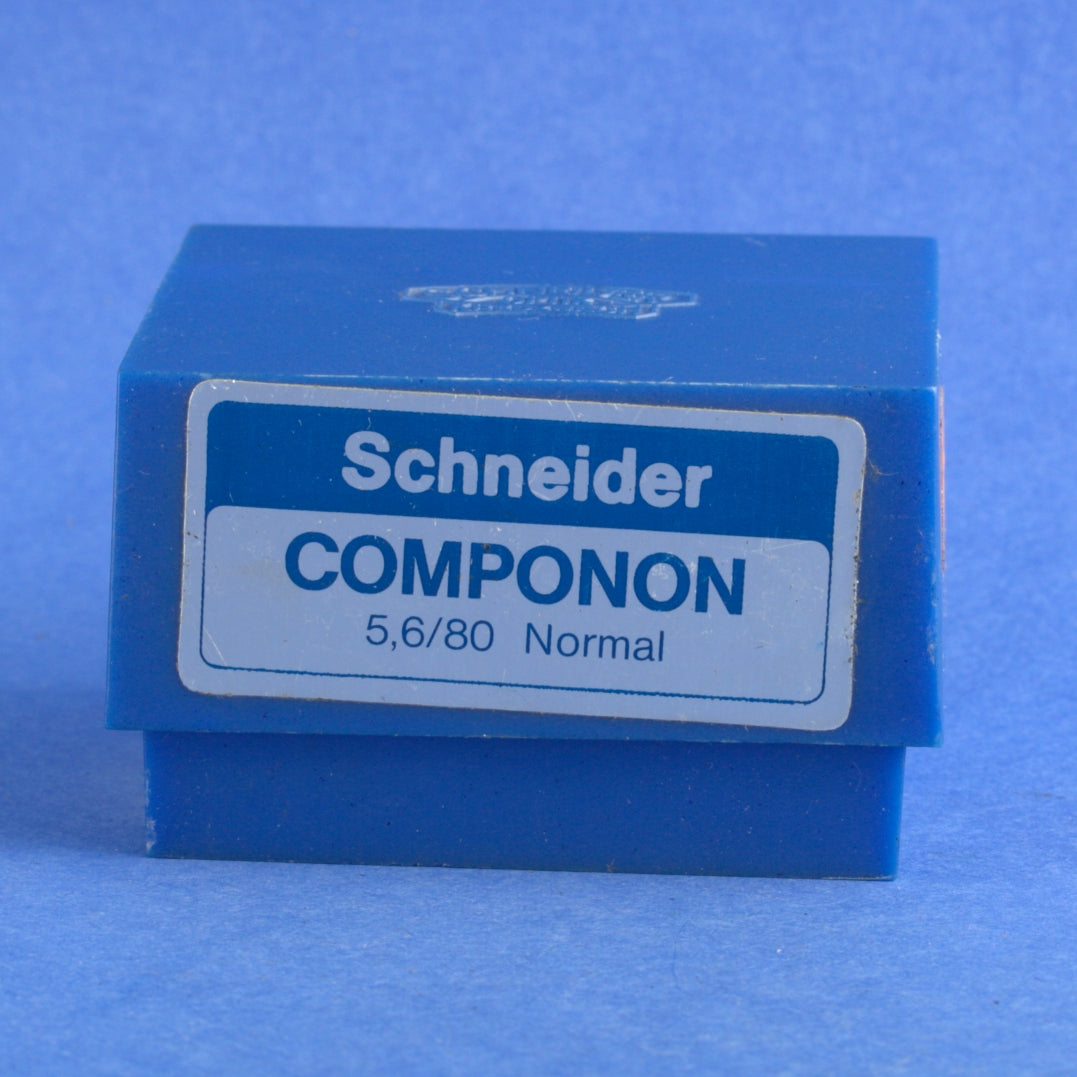 Schneider
COMPONON
5,6/80 Normal